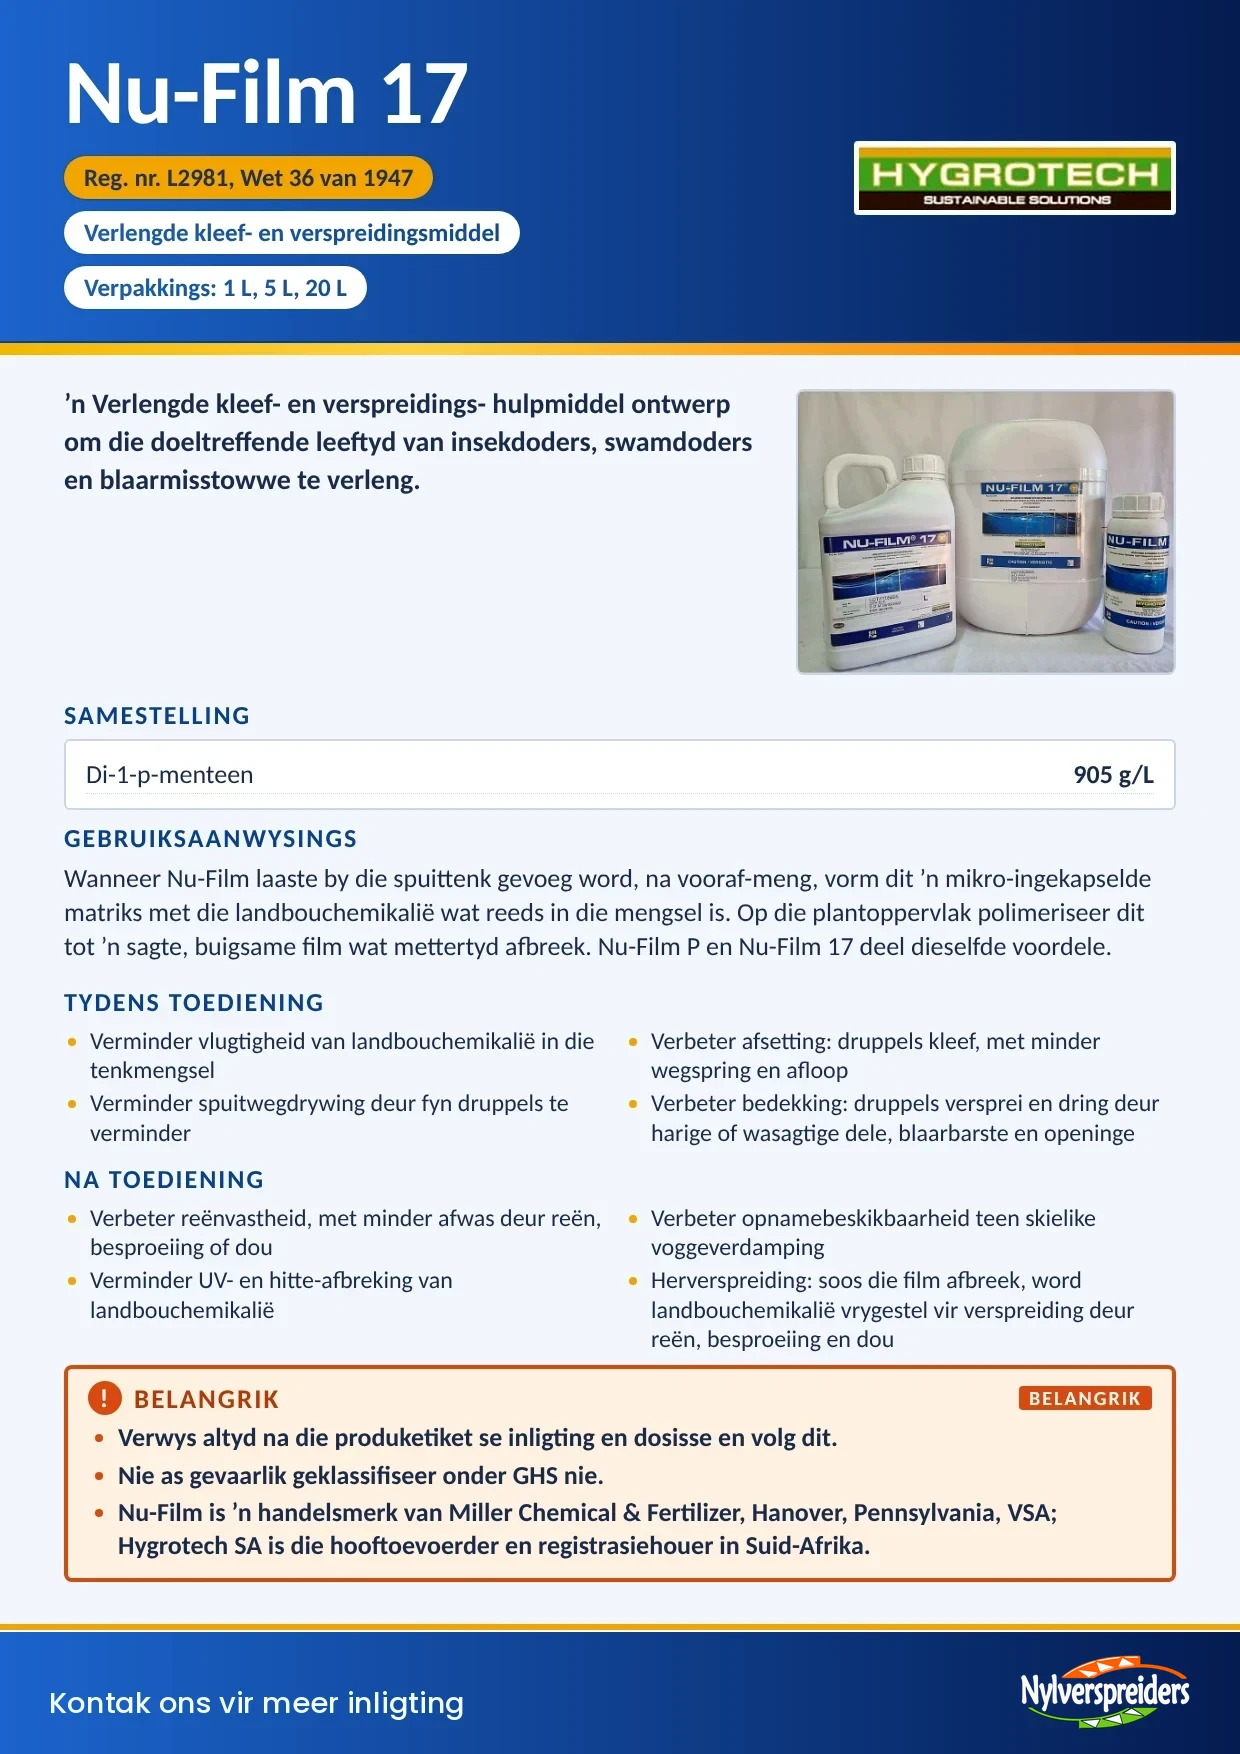 Nu-Film 17
Reg. nr. L2981, Wet 36 van 1947
Verlengde kleef- en verspreidingsmiddel
Verpakkings: 1 L, 5 L, 20 L
HYGROTECH
SUSTAINABLE SOLUTIONS
’n Verlengde kleef- en verspreidings- hulpmiddel ontwerp
om die doeltreffende leeftyd van insekdoders, swamdoders
en blaarmisstowwe te verleng.
NU-FILM® 17
NU-FILM 17
CAUTION
NU-FILM
CAUTION
SAMESTELLING
Di-1-p-menteen 905 g/L
GEBRUIKSAANWYSINGS
Wanneer Nu-Film laaste by die spuittenk gevoeg word, na vooraf-meng, vorm dit ’n mikro-ingekapselde
matriks met die landbouchemikalië wat reeds in die mengsel is. Op die plantoppervlak polimeriseer dit
tot ’n sagte, buigsame film wat mettertyd afbreek. Nu-Film P en Nu-Film 17 deel dieselfde voordele.
TYDENS TOEDIENING
• Verminder vlugtigheid van landbouchemikalië in die
tenkmengsel
• Verminder spuitwegdrywing deur fyn druppels te
verminder
• Verbeter afsetting: druppels kleef, met minder
wegspring en afloop
• Verbeter bedekking: druppels versprei en dring deur
harige of wasagtige dele, blaarbarste en openinge
NA TOEDIENING
• Verbeter reënvastheid, met minder afwas deur reën,
besproeiing of dou
• Verminder UV- en hitte-afbreking van
landbouchemikalië
• Verbeter opnamebeskikbaarheid teen skielike
voggeverdamping
• Herverspreiding: soos die film afbreek, word
landbouchemikalië vrygestel vir verspreiding deur
reën, besproeiing en dou
! BELANGRIK
BELANGRIK
• Verwys altyd na die produketiket se inligting en dosisse en volg dit.
• Nie as gevaarlik geklassifiseer onder GHS nie.
• Nu-Film is ’n handelsmerk van Miller Chemical & Fertilizer, Hanover, Pennsylvania, VSA;
Hygrotech SA is die hooftoevoerder en registrasiehouer in Suid-Afrika.
Kontak ons vir meer inligting
Nylverspreiders